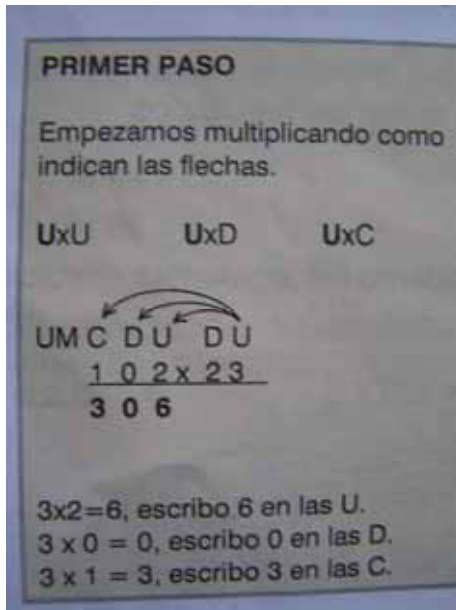 PRIMER PASO
Empezamos multiplicando como
indican las flechas.
UxU UxD UxC
UM C D U D U
1 0 2 x 2 3
3 0 6
3x2=6, escribo 6 en las U.
3 x 0 = 0, escribo 0 en las D.
3 x 1 = 3, escribo 3 en las C.